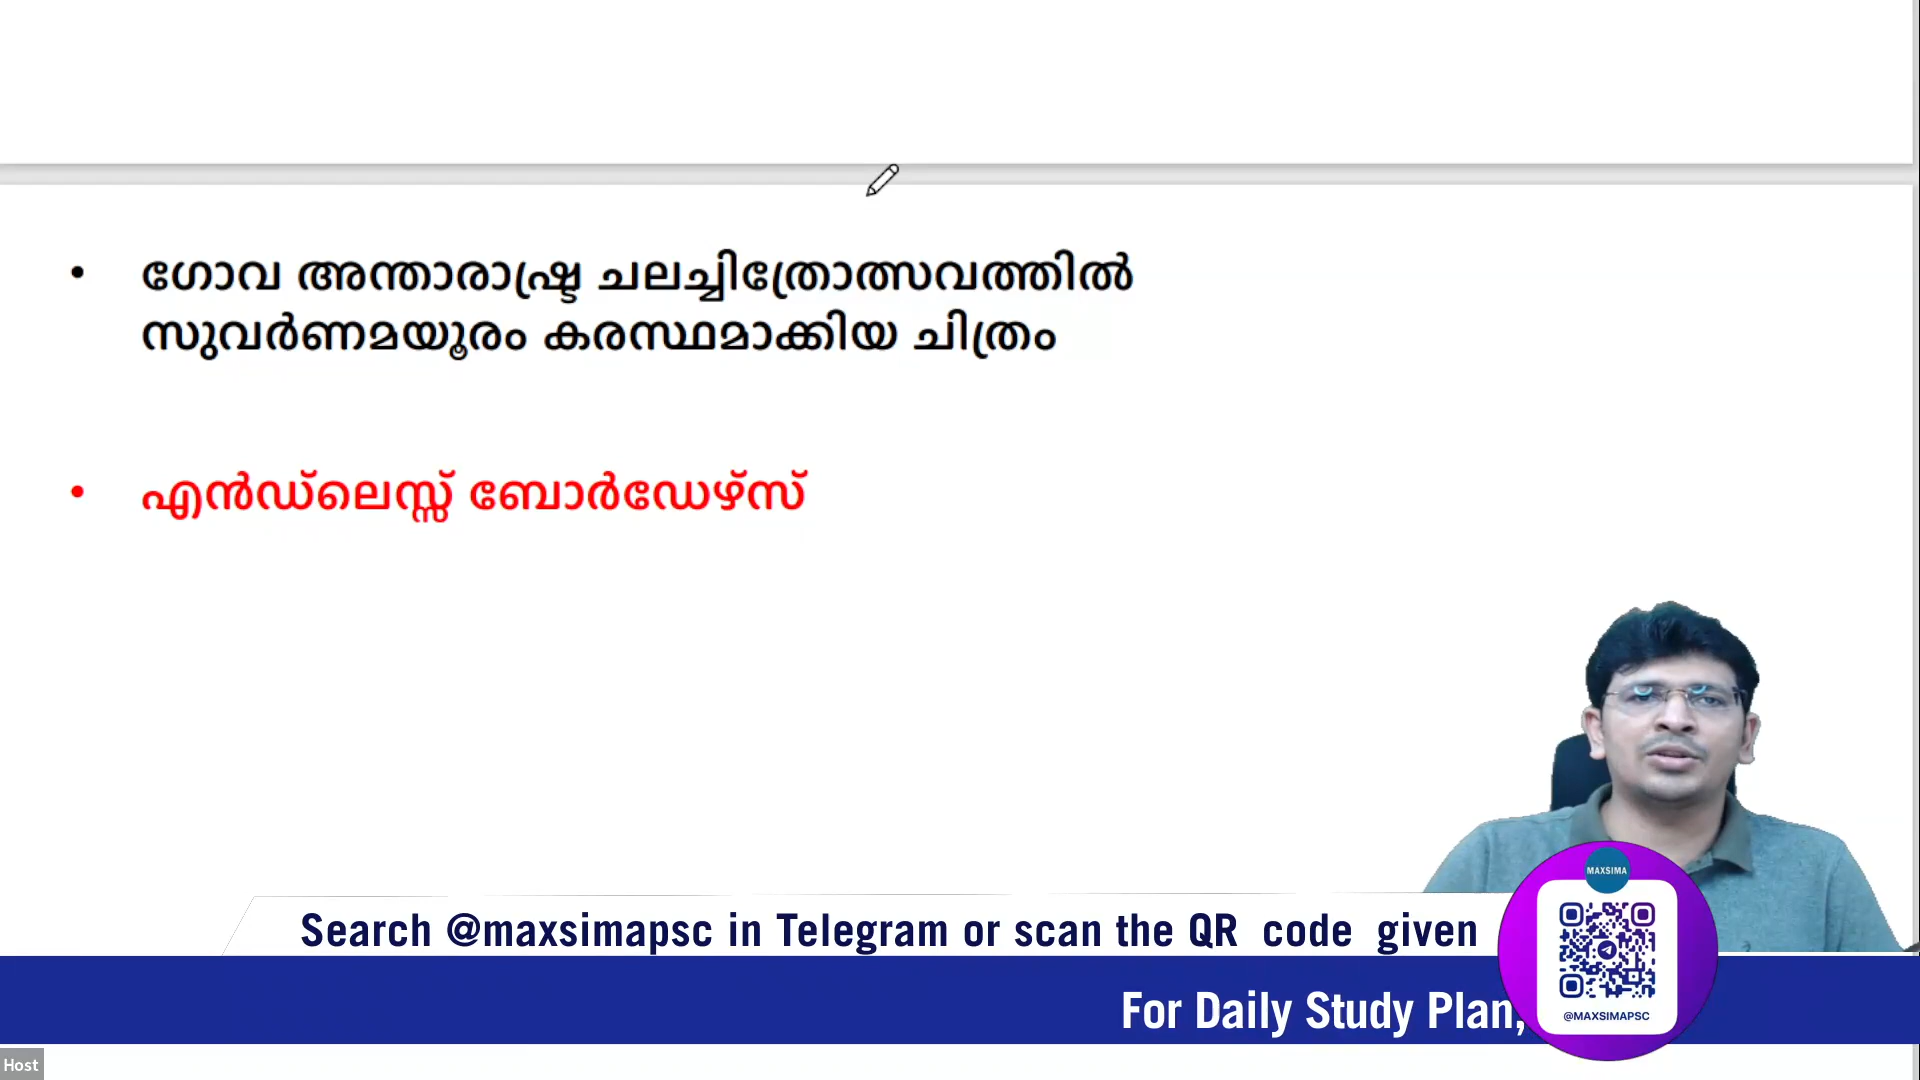 • ഗോവ അന്താരാഷ്ട്ര ചലച്ചിത്രോത്സവത്തിൽ
സുവർണമയൂരം കരസ്ഥമാക്കിയ ചിത്രം
• എൻഡ്‌ലെസ്സ് ബോർഡേഴ്സ്
MAXSIMA
Search @maxsimapsc in Telegram or scan the QR code given
For Daily Study Plan,
@MAXSIMAPSC
Host